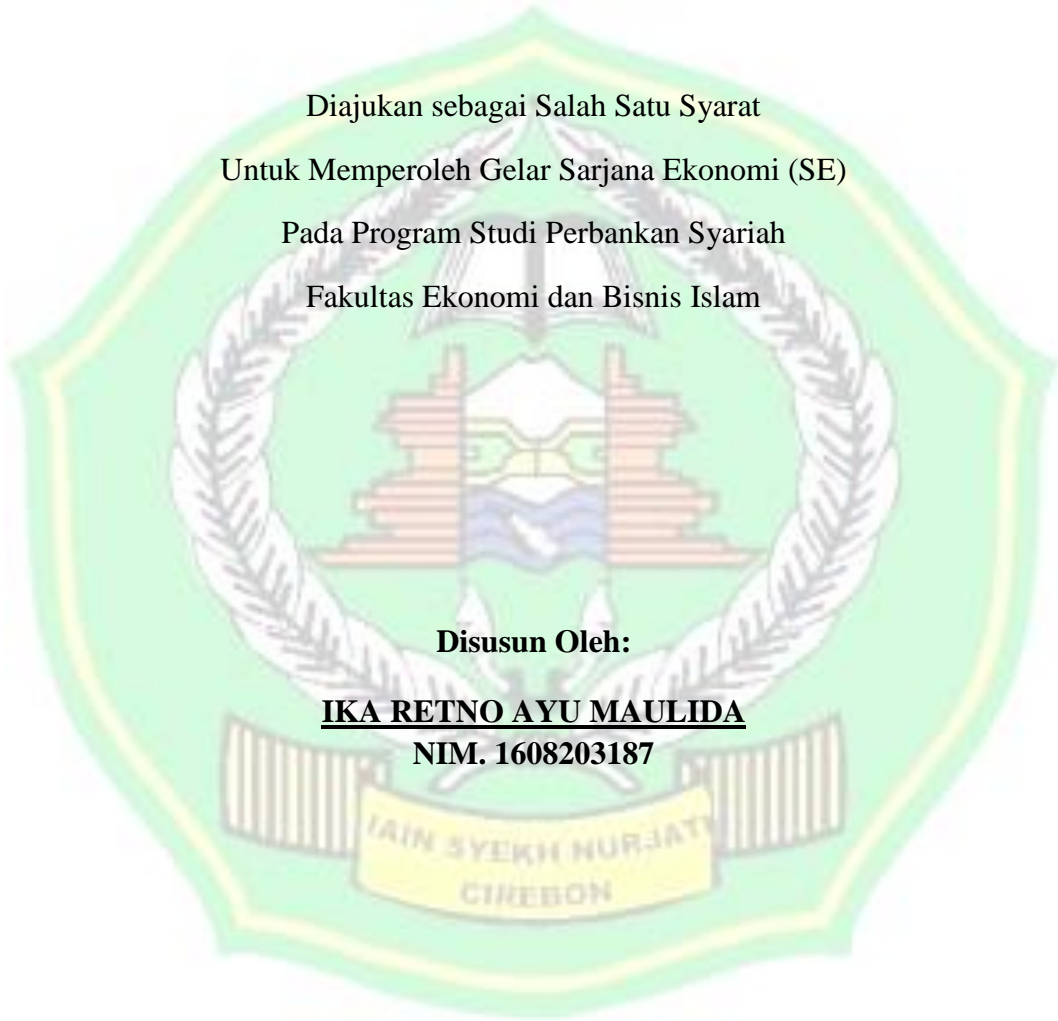 Diajukan sebagai Salah Satu Syarat
Untuk Memperoleh Gelar Sarjana Ekonomi (SE)
Pada Program Studi Perbankan Syariah
Fakultas Ekonomi dan Bisnis Islam
Disusun Oleh:
IKA RETNO AYU MAULIDA
NIM. 1608203187
IAIN SYEKH NURJATI
CIREBON